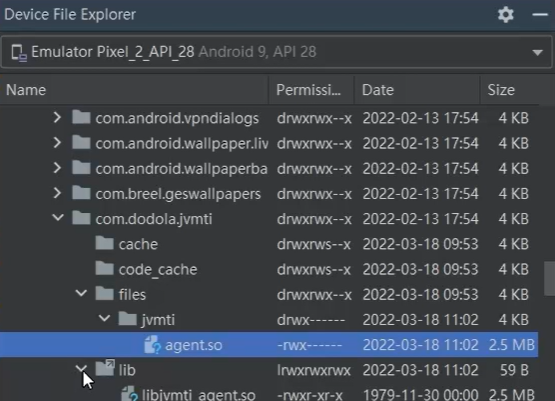 Device File Explorer
Emulator Pixel_2_API_28 Android 9, API 28
Name Permissi... Date Size
com.android.vpndialogs drwxrwx--x 2022-02-13 17:54 4 KB
com.android.wallpaper.liv drwxrwx--x 2022-02-13 17:54 4 KB
com.android.wallpaperba drwxrwx--x 2022-02-13 17:54 4 KB
com.breel.geswallpapers drwxrwx--x 2022-02-13 17:54 4 KB
com.dodola.jvmti drwxrwx--x 2022-02-13 17:54 4 KB
cache drwxrws--x 2022-03-18 09:53 4 KB
code_cache drwxrws--x 2022-03-18 09:53 4 KB
files drwxrwx--x 2022-03-18 09:53 4 KB
jvmti drwx------ 2022-03-18 11:02 4 KB
agent.so -rwx------ 2022-03-18 11:02 2.5 MB
lib lrwxrwxrwx 2022-03-18 11:02 59 B
libjvmti_agent.so -rwxr-xr-x 1979-11-30 00:00 2.5 MB